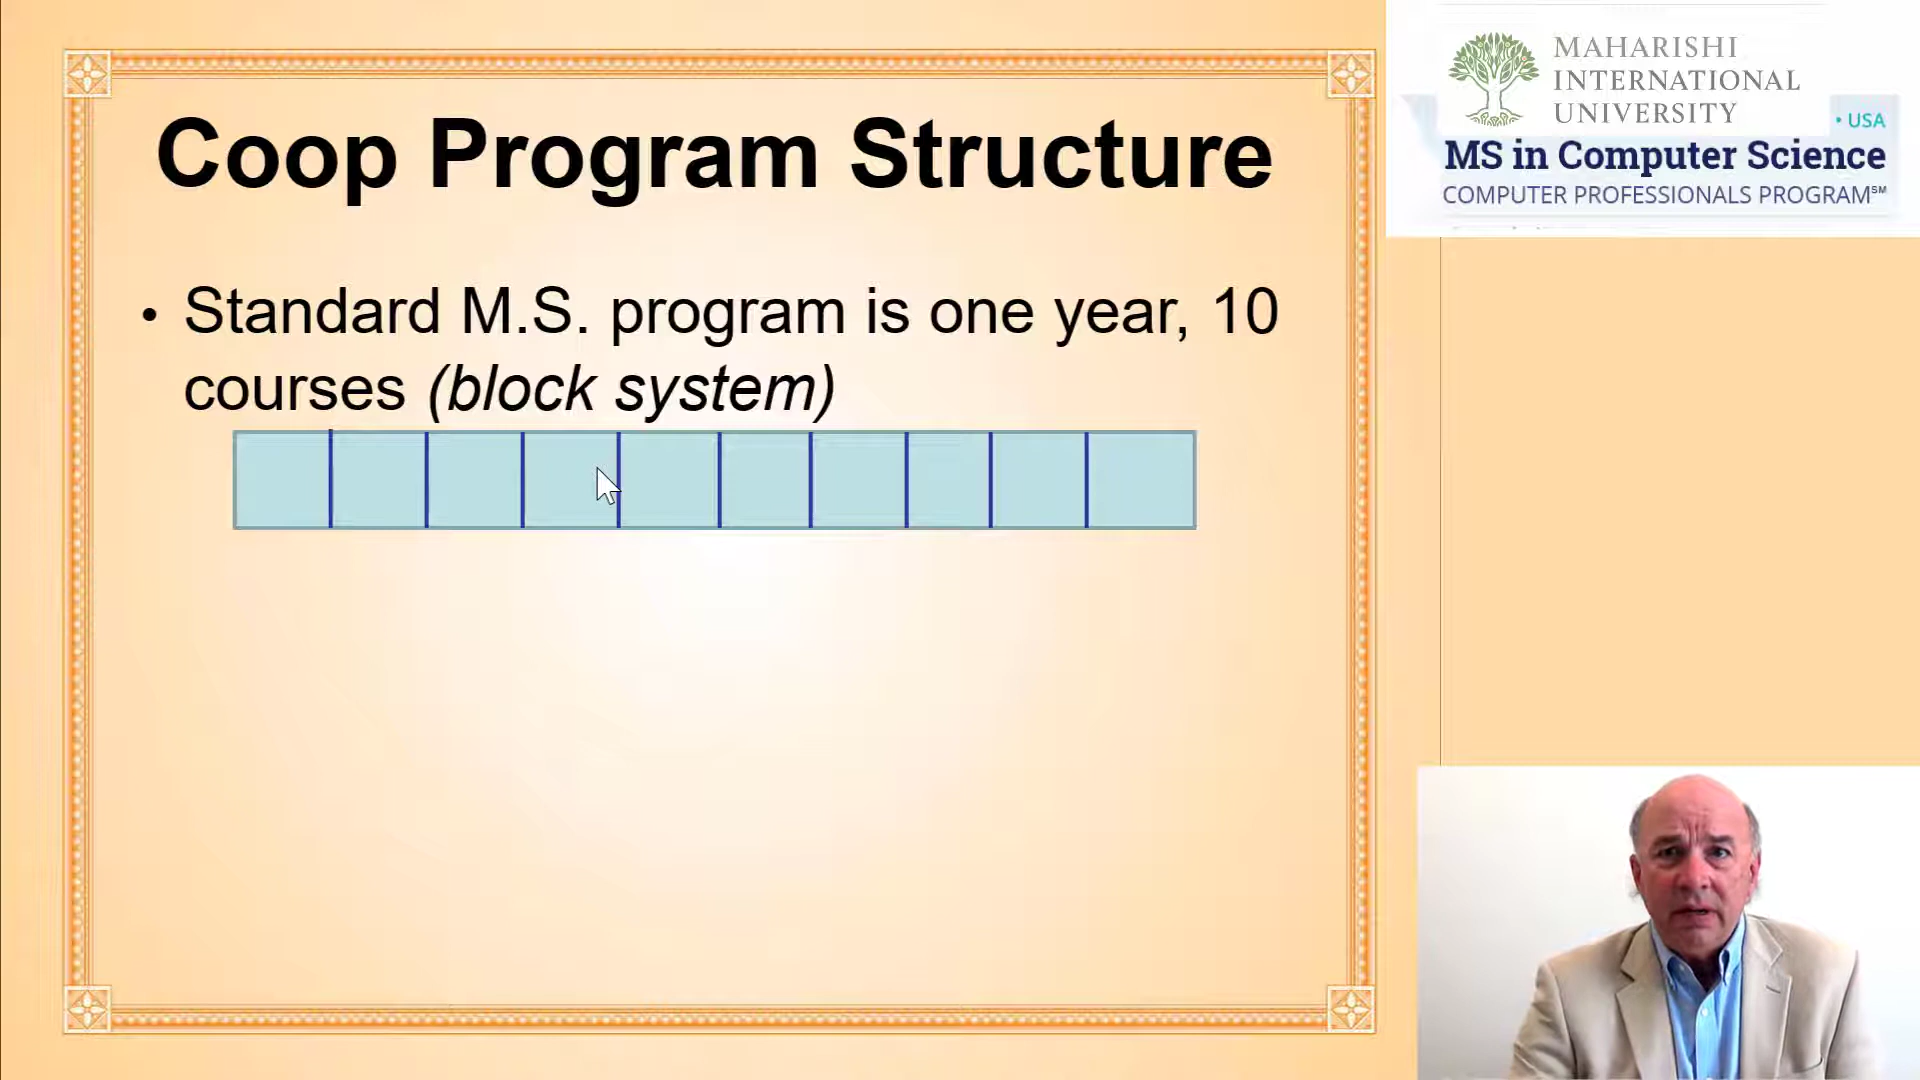 Coop Program Structure
• Standard M.S. program is one year, 10
courses (block system)
MAHARISHI
INTERNATIONAL
UNIVERSITY
• USA
MS in Computer Science
COMPUTER PROFESSIONALS PROGRAM℠